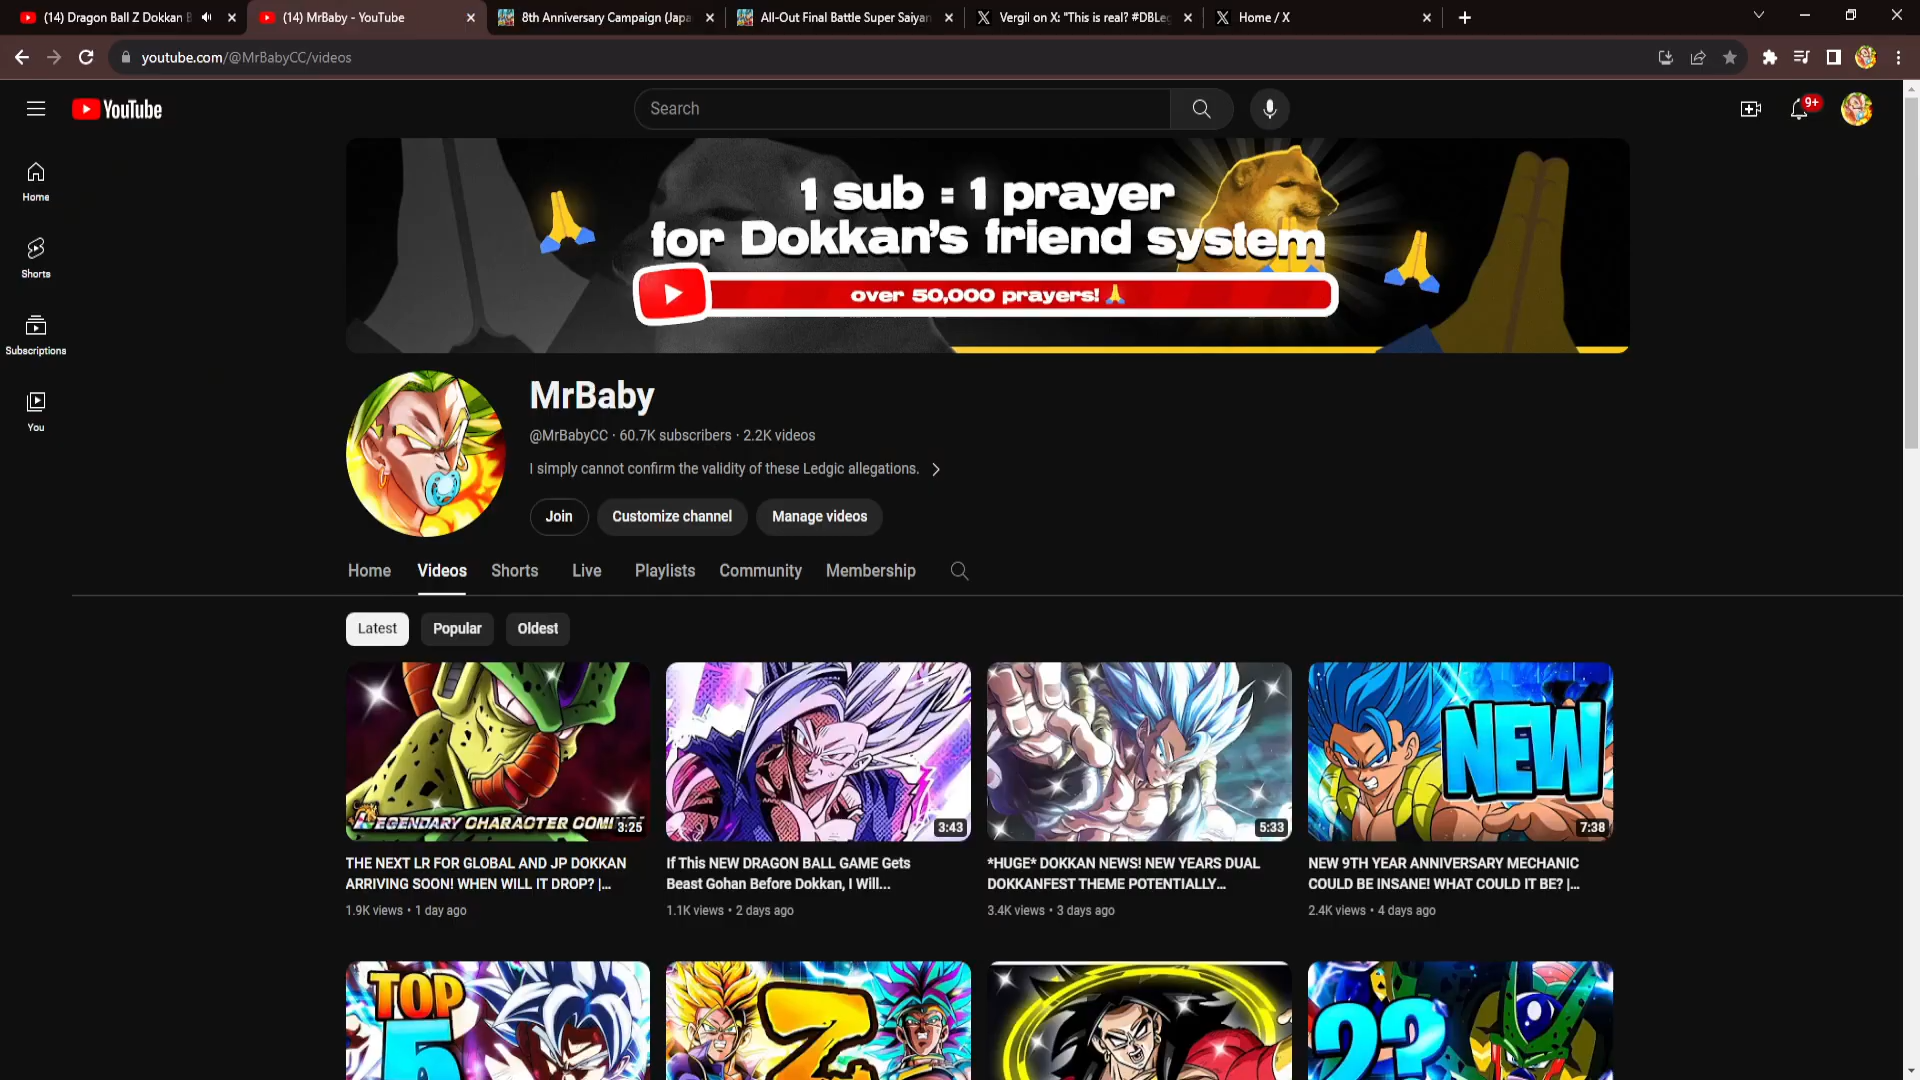 (14) Dragon Ball Z Dokkan B
(14) MrBaby - YouTube
8th Anniversary Campaign (Japa
All-Out Final Battle Super Saiyan
Vergil on X: "This is real? #DBLeg
Home / X
youtube.com/@MrBabyCC/videos
YouTube
Search
9+
Home
Shorts
Subscriptions
You
1 sub = 1 prayer
for Dokkan's friend system
over 50,000 prayers! 🙏
MrBaby
@MrBabyCC · 60.7K subscribers · 2.2K videos
I simply cannot confirm the validity of these Ledgic allegations.
Join
Customize channel
Manage videos
Home
Videos
Shorts
Live
Playlists
Community
Membership
Latest
Popular
Oldest
LEGENDARY CHARACTER COMI
3:25
3:43
5:33
NEW
7:38
THE NEXT LR FOR GLOBAL AND JP DOKKAN
ARRIVING SOON! WHEN WILL IT DROP? |...
1.9K views • 1 day ago
If This NEW DRAGON BALL GAME Gets
Beast Gohan Before Dokkan, I Will...
1.1K views • 2 days ago
*HUGE* DOKKAN NEWS! NEW YEARS DUAL
DOKKANFEST THEME POTENTIALLY...
3.4K views • 3 days ago
NEW 9TH YEAR ANNIVERSARY MECHANIC
COULD BE INSANE! WHAT COULD IT BE? |...
2.4K views • 4 days ago
TOP
5
Z
??